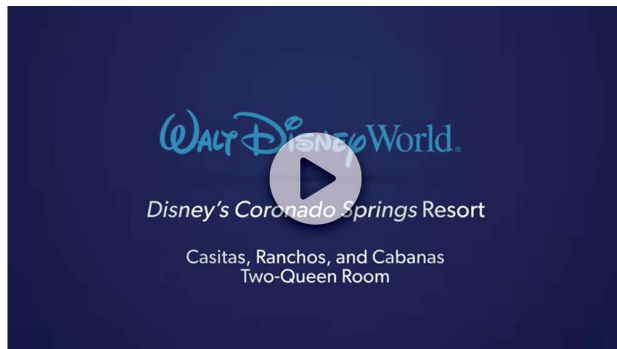 Walt Disney World.
Disney's Coronado Springs Resort
Casitas, Ranchos, and Cabanas
Two-Queen Room